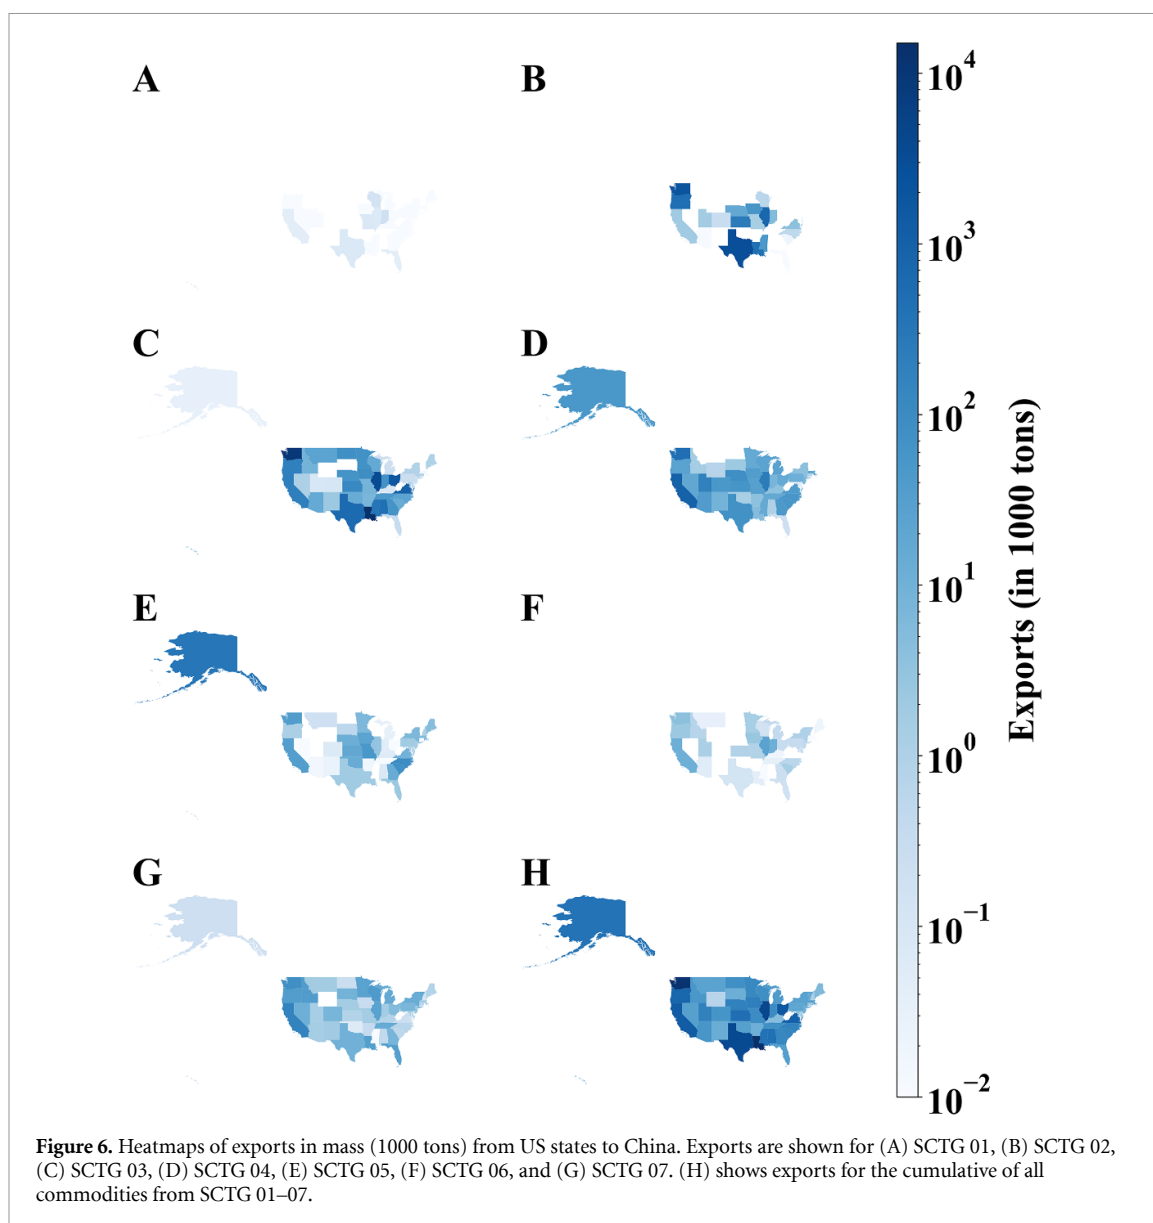 A
B
C
D
E
F
G
H
10^4
10^3
10^2
10^1
10^0
10^−1
10^−2
Exports (in 1000 tons)
Figure 6. Heatmaps of exports in mass (1000 tons) from US states to China. Exports are shown for (A) SCTG 01, (B) SCTG 02,
(C) SCTG 03, (D) SCTG 04, (E) SCTG 05, (F) SCTG 06, and (G) SCTG 07. (H) shows exports for the cumulative of all
commodities from SCTG 01–07.